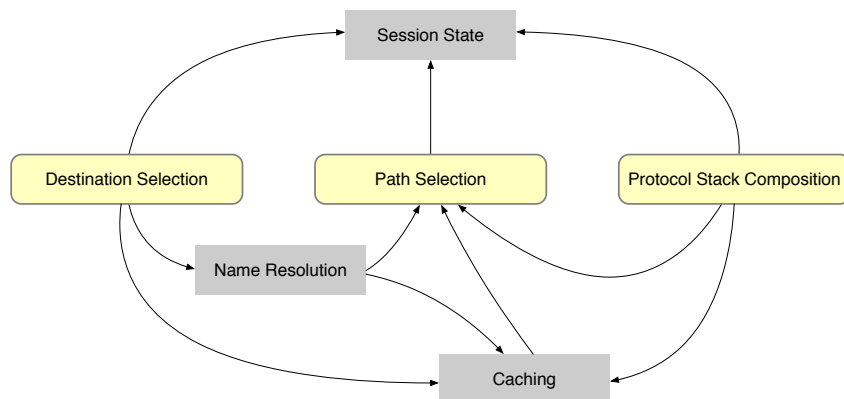 Session State
Destination Selection
Path Selection
Protocol Stack Composition
Name Resolution
Caching